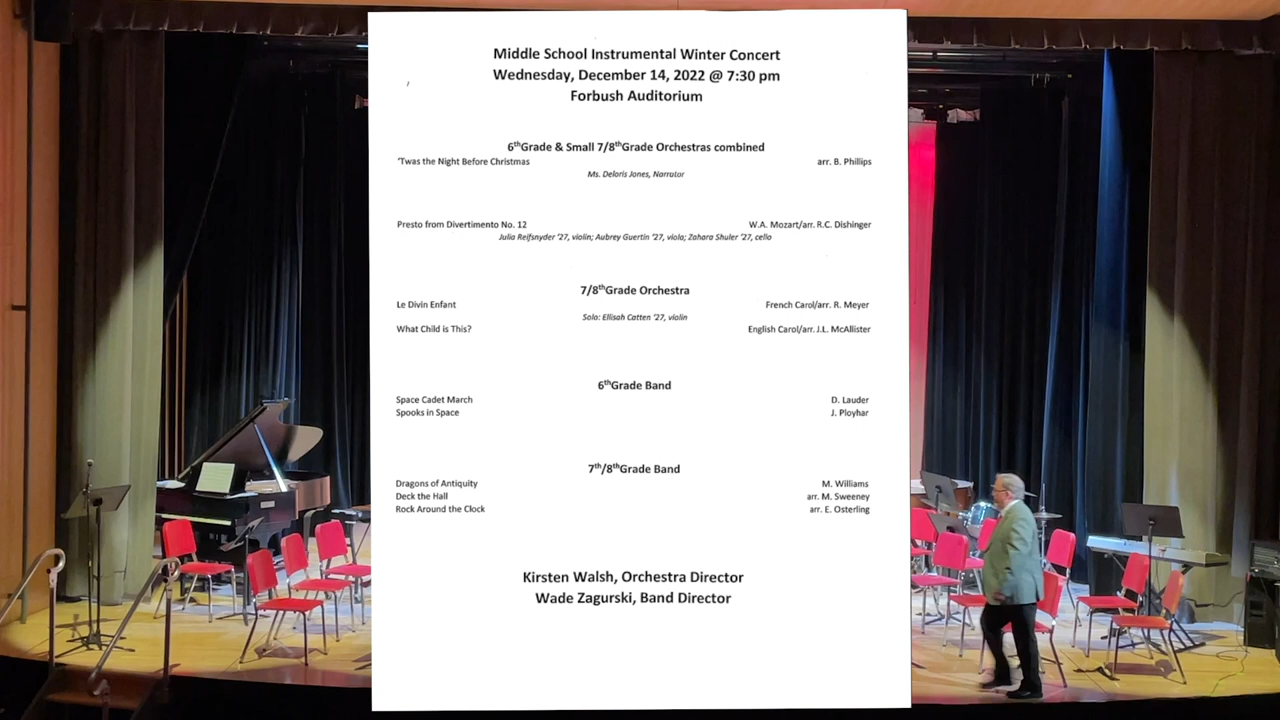 Middle School Instrumental Winter Concert
Wednesday, December 14, 2022 @ 7:30 pm
Forbush Auditorium
6thGrade & Small 7/8thGrade Orchestras combined
'Twas the Night Before Christmas arr. B. Phillips
Ms. Deloris Jones, Narrator
Presto from Divertimento No. 12 W.A. Mozart/arr. R.C. Dishinger
Julia Reifsnyder '27, violin; Aubrey Guertin '27, viola; Zahara Shuler '27, cello
7/8thGrade Orchestra
Le Divin Enfant French Carol/arr. R. Meyer
Solo: Ellisah Catten '27, violin
What Child is This? English Carol/arr. J.L. McAllister
6thGrade Band
Space Cadet March D. Lauder
Spooks in Space J. Ployhar
7th/8thGrade Band
Dragons of Antiquity M. Williams
Deck the Hall arr. M. Sweeney
Rock Around the Clock arr. E. Osterling
Kirsten Walsh, Orchestra Director
Wade Zagurski, Band Director